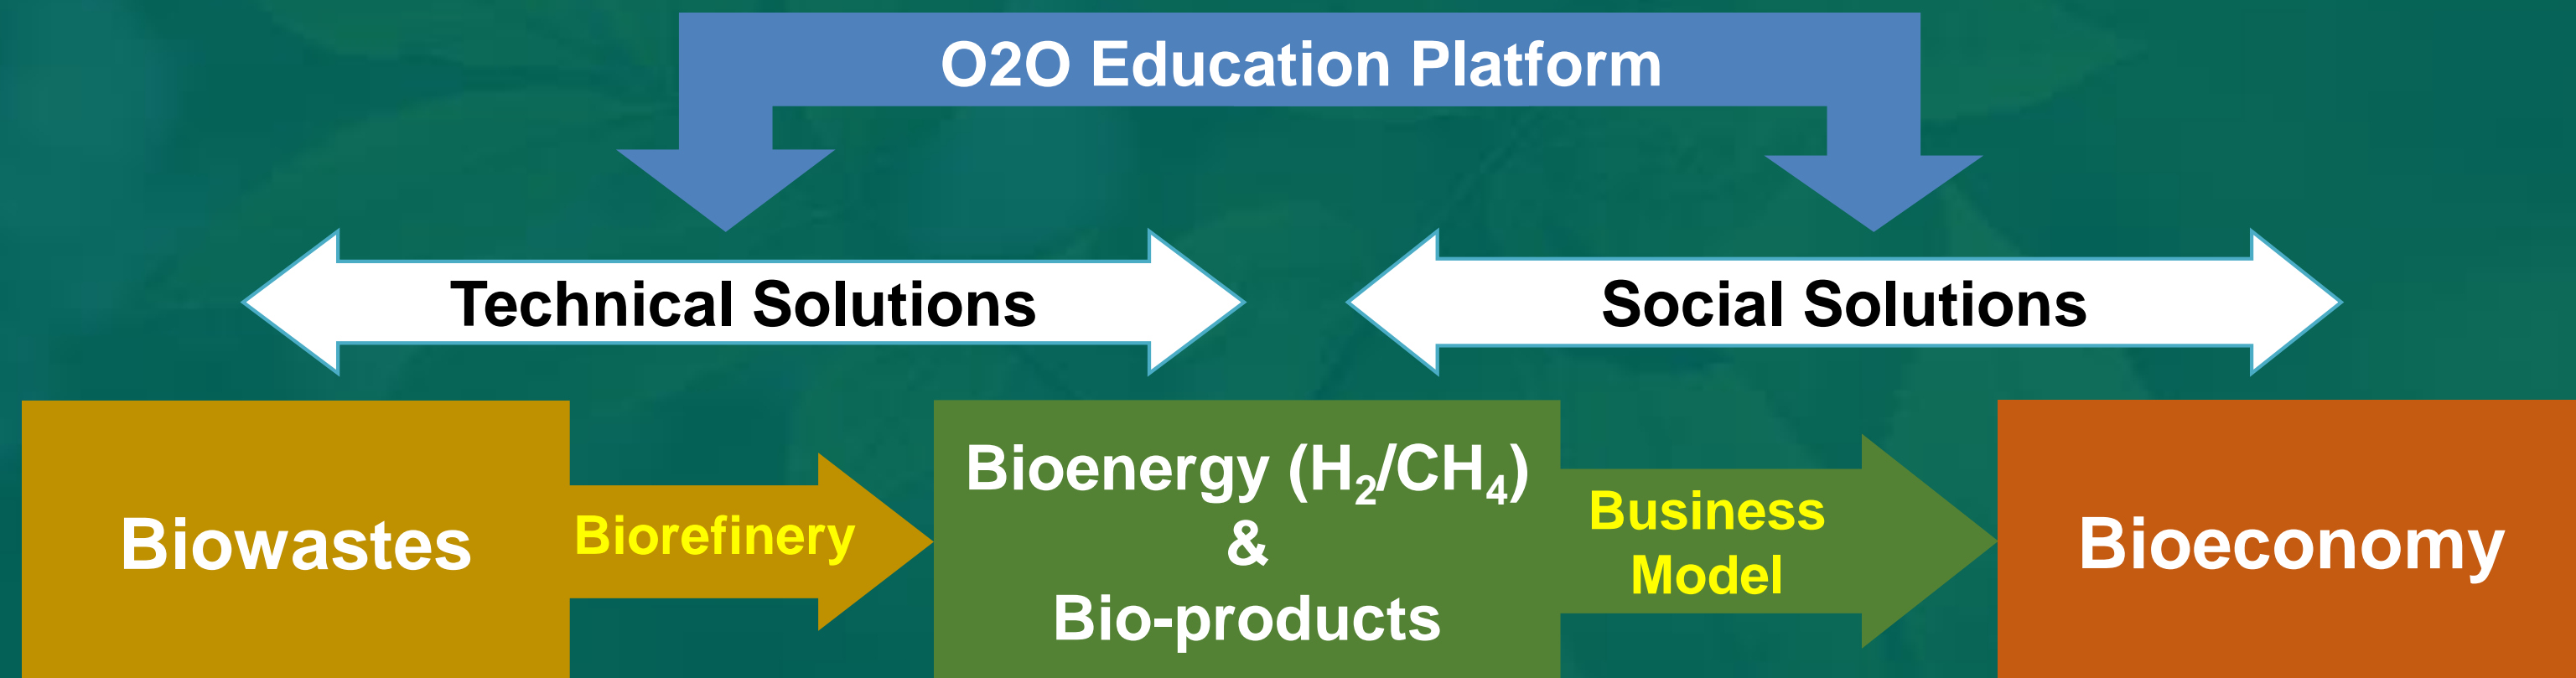 O2O Education Platform
Technical Solutions
Social Solutions
Biowastes
Biorefinery
Bioenergy (H₂/CH₄)
&
Bio-products
Business
Model
Bioeconomy